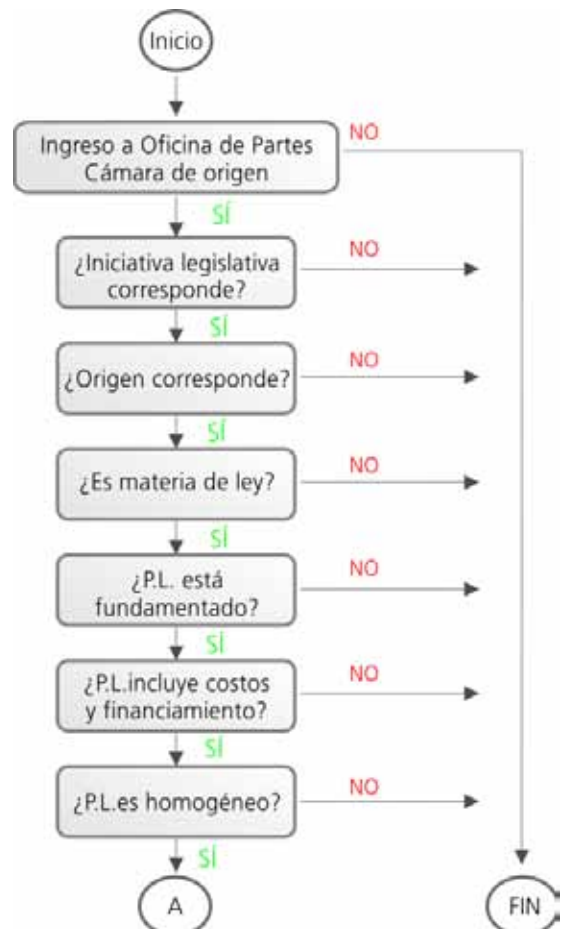 Inicio
Ingreso a Oficina de Partes
Cámara de origen
NO
SÍ
¿Iniciativa legislativa
corresponde?
NO
SÍ
¿Origen corresponde?
NO
SÍ
¿Es materia de ley?
NO
SÍ
¿P.L. está
fundamentado?
NO
SÍ
¿P.L.incluye costos
y financiamiento?
NO
SÍ
¿P.L.es homogéneo?
NO
SÍ
A
FIN